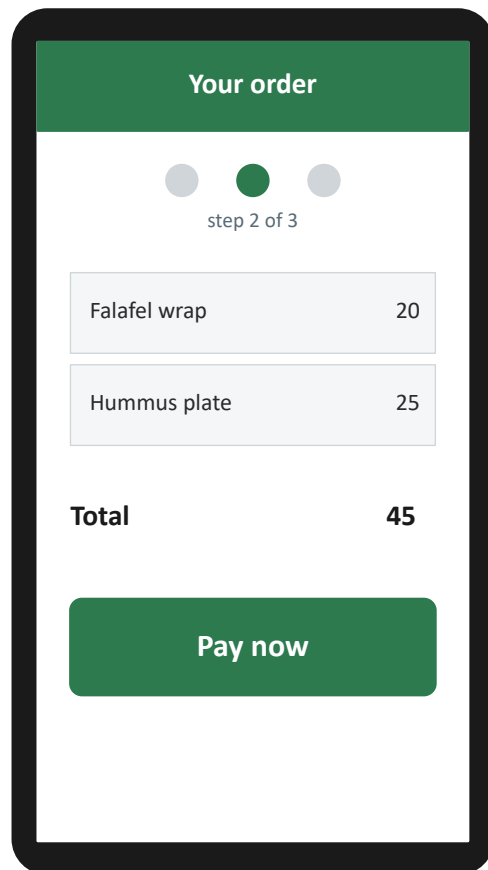 Your order
step 2 of 3
Falafel wrap 20
Hummus plate 25
Total 45
Pay now